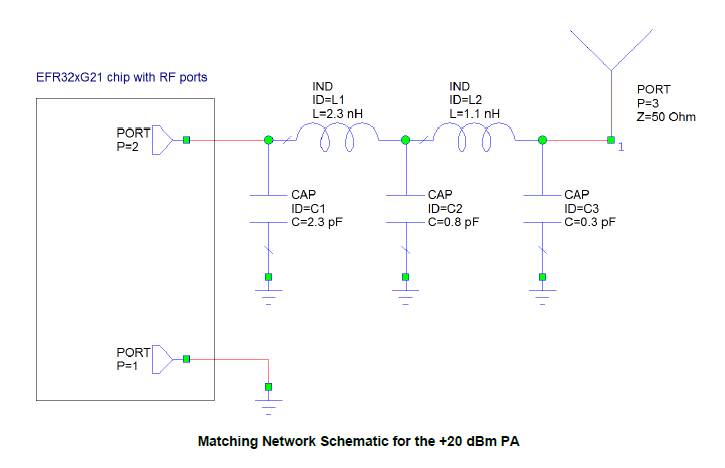 EFR32xG21 chip with RF ports
PORT
P=2
IND
ID=L1
L=2.3 nH
IND
ID=L2
L=1.1 nH
PORT
P=3
Z=50 Ohm
1
CAP
ID=C1
C=2.3 pF
CAP
ID=C2
C=0.8 pF
CAP
ID=C3
C=0.3 pF
PORT
P=1
Matching Network Schematic for the +20 dBm PA